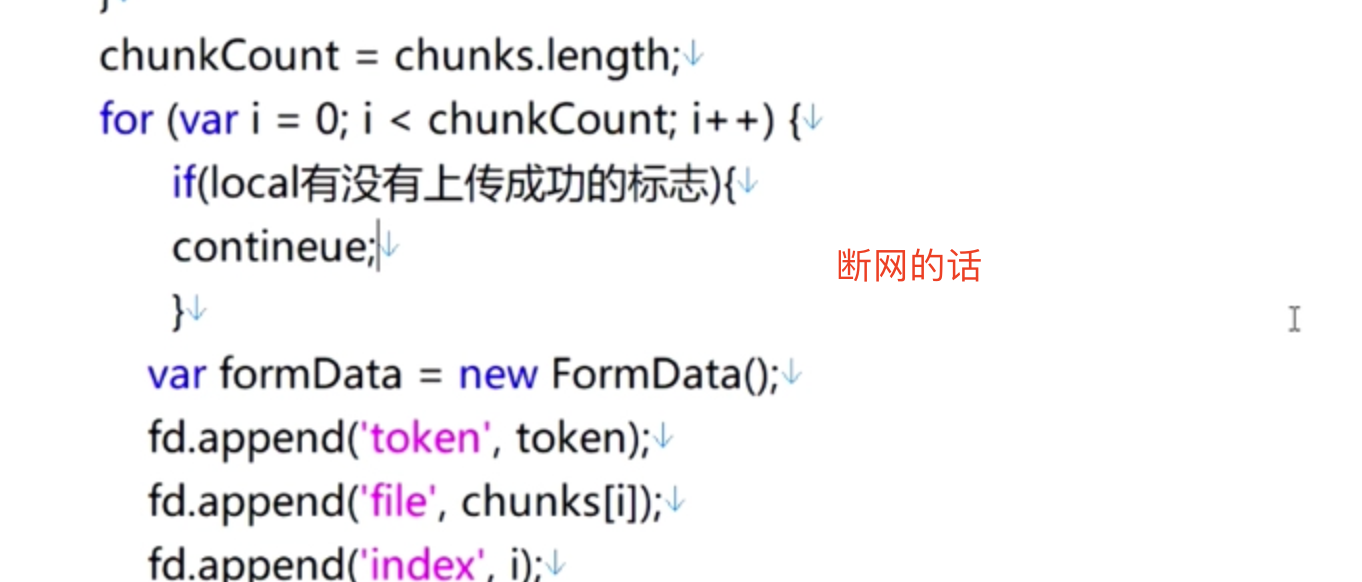 chunkCount = chunks.length;↓
for (var i = 0; i < chunkCount; i++) {↓
if(local有没有上传成功的标志){↓
contineue;↓
断网的话
}↓
var formData = new FormData();↓
fd.append('token', token);↓
fd.append('file', chunks[i]);↓
fd.append('index', i);↓